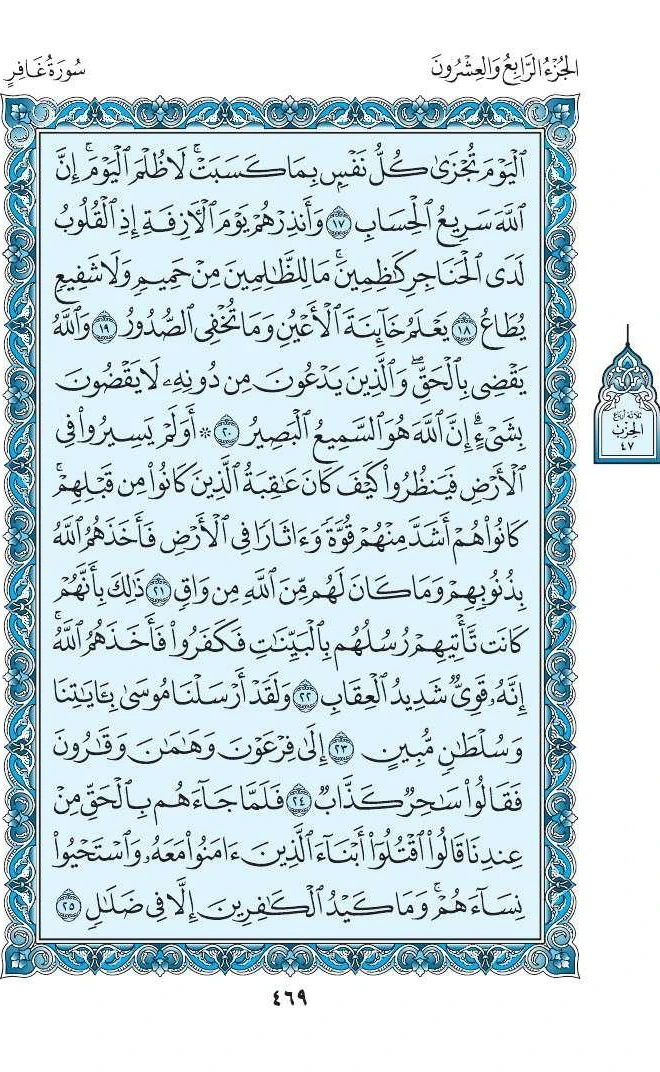 الجُزْءُ الرَّابِعُ وَالعِشْرُونَ
سُورَةُ غَافِرٍ
ٱلْيَوْمَ تُجْزَىٰ كُلُّ نَفْسٍۭ بِمَا كَسَبَتْۚ لَا ظُلْمَ ٱلْيَوْمَۚ إِنَّ
ٱللَّهَ سَرِيعُ ٱلْحِسَابِ ١٧ وَأَنذِرْهُمْ يَوْمَ ٱلْأٓزِفَةِ إِذِ ٱلْقُلُوبُ
لَدَى ٱلْحَنَاجِرِ كَٰظِمِينَۚ مَا لِلظَّٰلِمِينَ مِنْ حَمِيمٍ وَلَا شَفِيعٍ
يُطَاعُ ١٨ يَعْلَمُ خَآئِنَةَ ٱلْأَعْيُنِ وَمَا تُخْفِى ٱلصُّدُورُ ١٩ وَٱللَّهُ
يَقْضِى بِٱلْحَقِّۖ وَٱلَّذِينَ يَدْعُونَ مِن دُونِهِۦ لَا يَقْضُونَ
بِشَىْءٍۗ إِنَّ ٱللَّهَ هُوَ ٱلسَّمِيعُ ٱلْبَصِيرُ ٢٠ * أَوَلَمْ يَسِيرُوا۟ فِى
ٱلْأَرْضِ فَيَنظُرُوا۟ كَيْفَ كَانَ عَٰقِبَةُ ٱلَّذِينَ كَانُوا۟ مِن قَبْلِهِمْۚ
كَانُوا۟ هُمْ أَشَدَّ مِنْهُمْ قُوَّةً وَءَاثَارًا فِى ٱلْأَرْضِ فَأَخَذَهُمُ ٱللَّهُ
بِذُنُوبِهِمْ وَمَا كَانَ لَهُم مِّنَ ٱللَّهِ مِن وَاقٍ ٢١ ذَٰلِكَ بِأَنَّهُمْ
كَانَت تَّأْتِيهِمْ رُسُلُهُم بِٱلْبَيِّنَٰتِ فَكَفَرُوا۟ فَأَخَذَهُمُ ٱللَّهُۚ
إِنَّهُۥ قَوِىٌّ شَدِيدُ ٱلْعِقَابِ ٢٢ وَلَقَدْ أَرْسَلْنَا مُوسَىٰ بِـَٔايَٰتِنَا
وَسُلْطَٰنٍ مُّبِينٍ ٢٣ إِلَىٰ فِرْعَوْنَ وَهَٰمَٰنَ وَقَٰرُونَ
فَقَالُوا۟ سَٰحِرٌ كَذَّابٌ ٢٤ فَلَمَّا جَآءَهُم بِٱلْحَقِّ مِنْ
عِندِنَا قَالُوا۟ ٱقْتُلُوٓا۟ أَبْنَآءَ ٱلَّذِينَ ءَامَنُوا۟ مَعَهُۥ وَٱسْتَحْيُوا۟
نِسَآءَهُمْۚ وَمَا كَيْدُ ٱلْكَٰفِرِينَ إِلَّا فِى ضَلَٰلٍ ٢٥
ثلاثة أرباع
الحزب
٤٧
٤٦٩